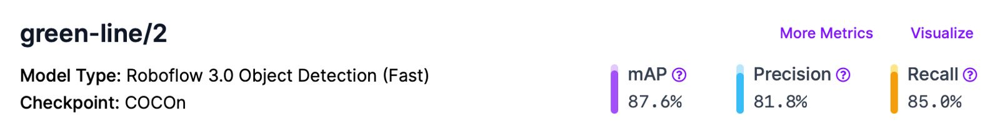 green-line/2
More Metrics
Visualize
Model Type: Roboflow 3.0 Object Detection (Fast)
Checkpoint: COCOn
mAP ?
87.6%
Precision ?
81.8%
Recall ?
85.0%